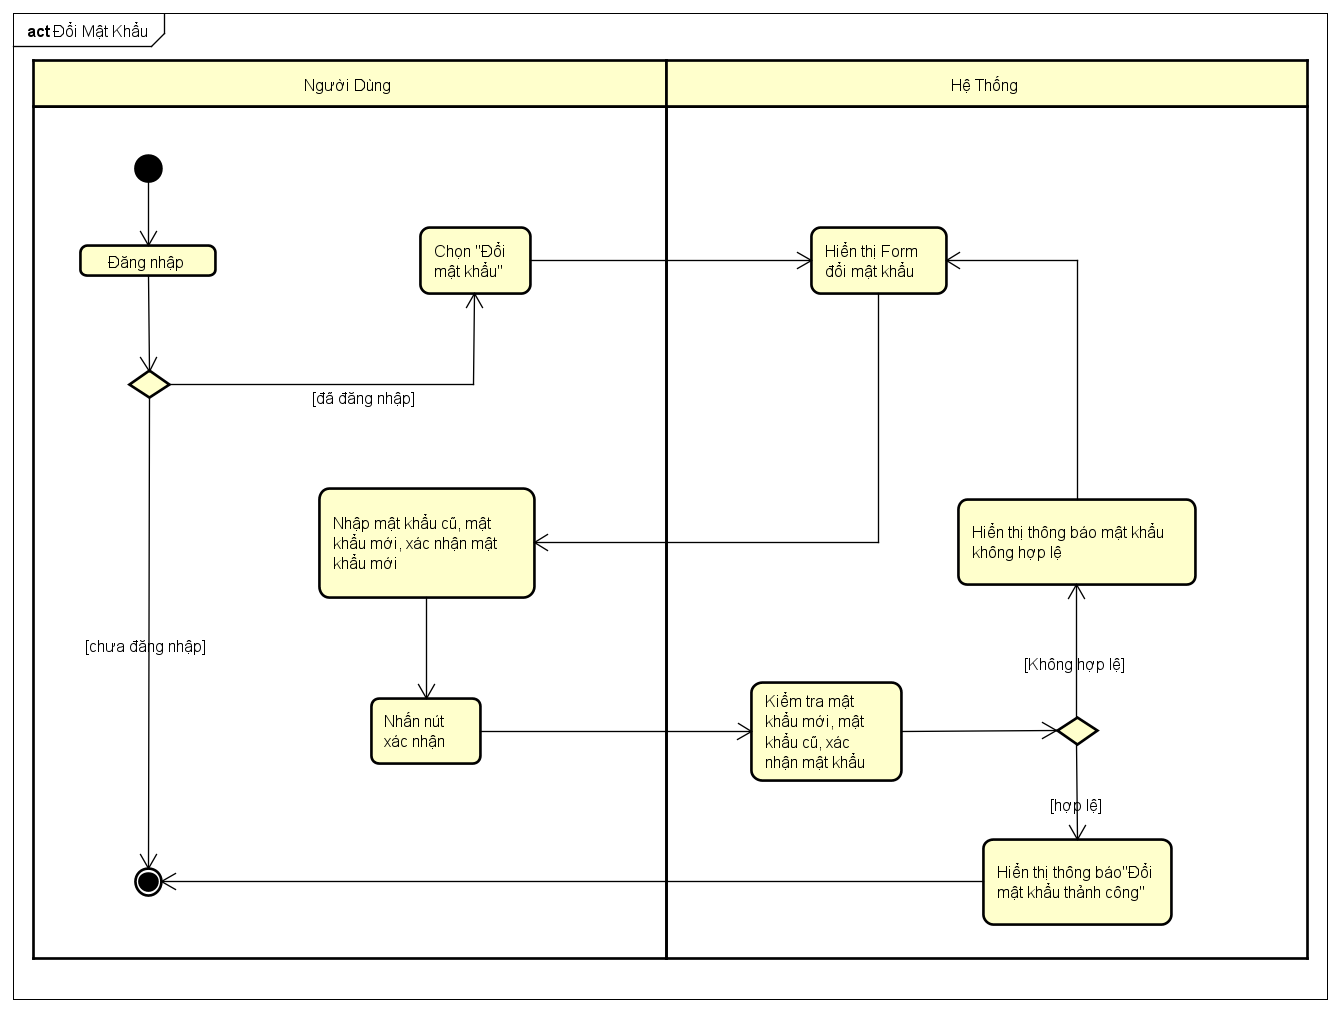 act Đổi Mật Khẩu
Người Dùng
Hệ Thống
Đăng nhập
Chọn "Đổi
mật khẩu"
Hiển thị Form
đổi mật khẩu
[đã đăng nhập]
Nhập mật khẩu cũ, mật
khẩu mới, xác nhận mật
khẩu mới
Hiển thị thông báo mật khẩu
không hợp lệ
[chưa đăng nhập]
[Không hợp lệ]
Nhấn nút
xác nhận
Kiểm tra mật
khẩu mới, mật
khẩu cũ, xác
nhận mật khẩu
[hợp lệ]
Hiển thị thông báo"Đổi
mật khẩu thảnh công"